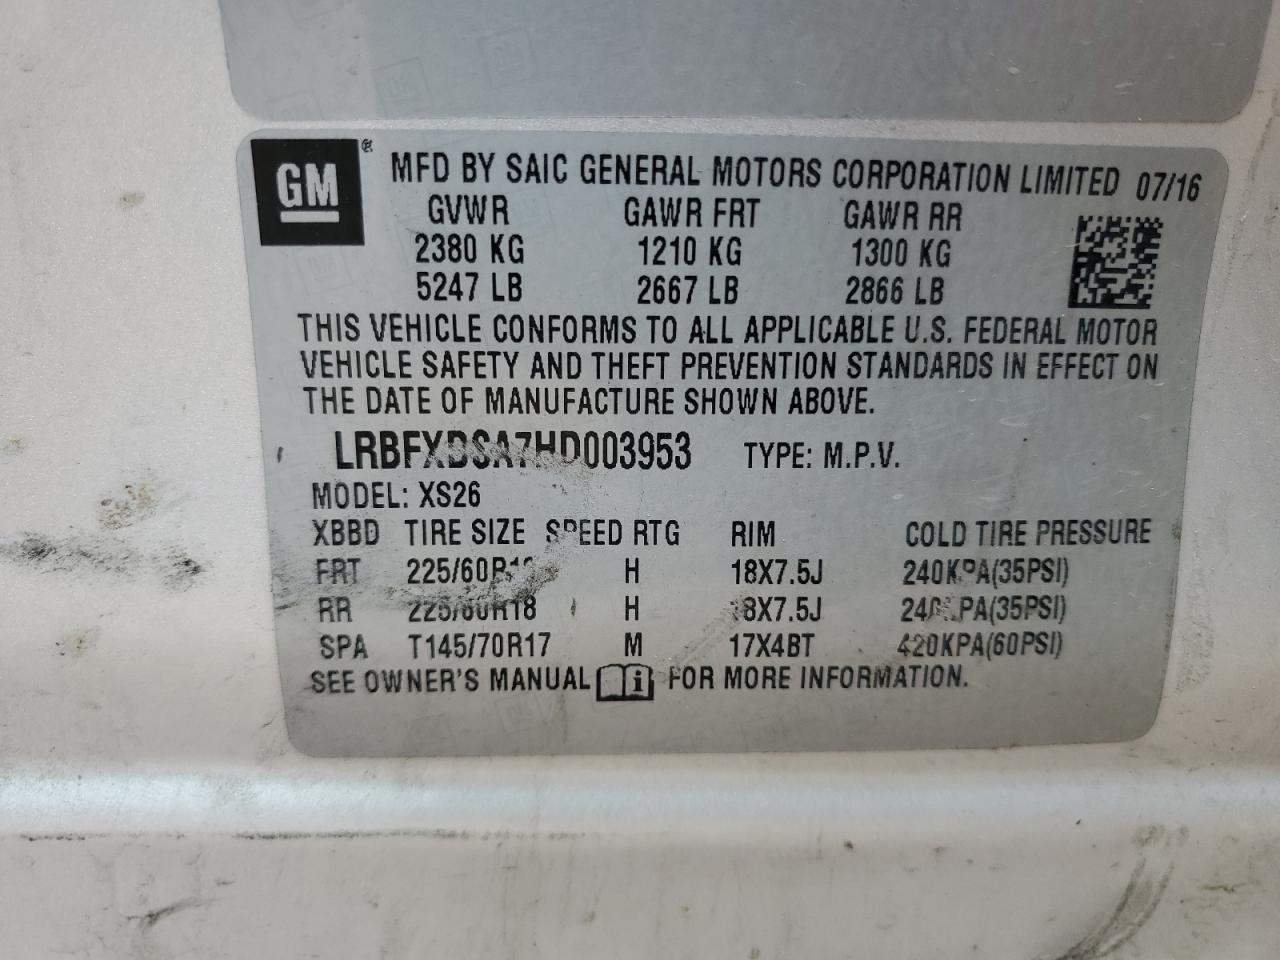 GM
MFD BY SAIC GENERAL MOTORS CORPORATION LIMITED 07/16
GVWR GAWR FRT GAWR RR
2380 KG 1210 KG 1300 KG
5247 LB 2667 LB 2866 LB
THIS VEHICLE CONFORMS TO ALL APPLICABLE U.S. FEDERAL MOTOR
VEHICLE SAFETY AND THEFT PREVENTION STANDARDS IN EFFECT ON
THE DATE OF MANUFACTURE SHOWN ABOVE.
LRBFXBSA7HD003953 TYPE: M.P.V.
MODEL: XS26
XBBD TIRE SIZE SPEED RTG RIM COLD TIRE PRESSURE
FRT 225/60R18 H 18X7.5J 240KPA(35PSI)
RR 225/60R18 H 18X7.5J 240KPA(35PSI)
SPA T145/70R17 M 17X4BT 420KPA(60PSI)
SEE OWNER'S MANUAL i FOR MORE INFORMATION.